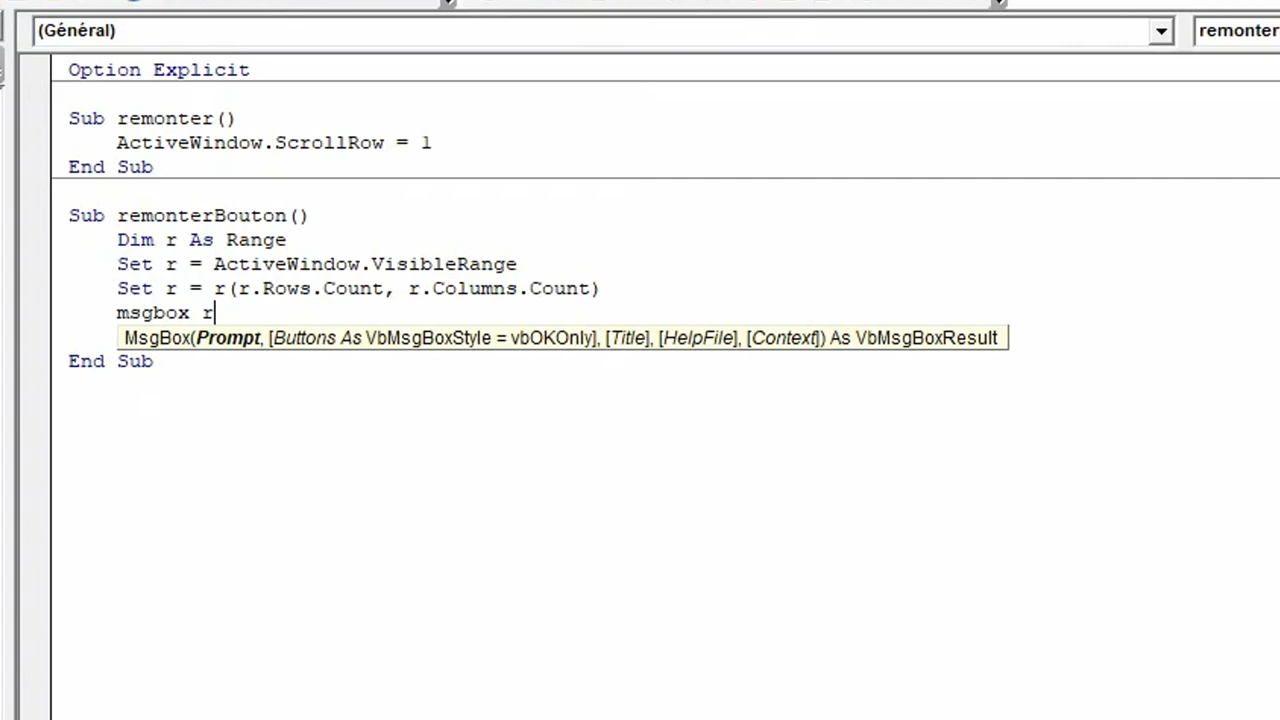 (Général)
remonter
Option Explicit
Sub remonter()
ActiveWindow.ScrollRow = 1
End Sub
Sub remonterBouton()
Dim r As Range
Set r = ActiveWindow.VisibleRange
Set r = r(r.Rows.Count, r.Columns.Count)
msgbox r
MsgBox(Prompt, [Buttons As VbMsgBoxStyle = vbOKOnly], [Title], [HelpFile], [Context]) As VbMsgBoxResult
End Sub